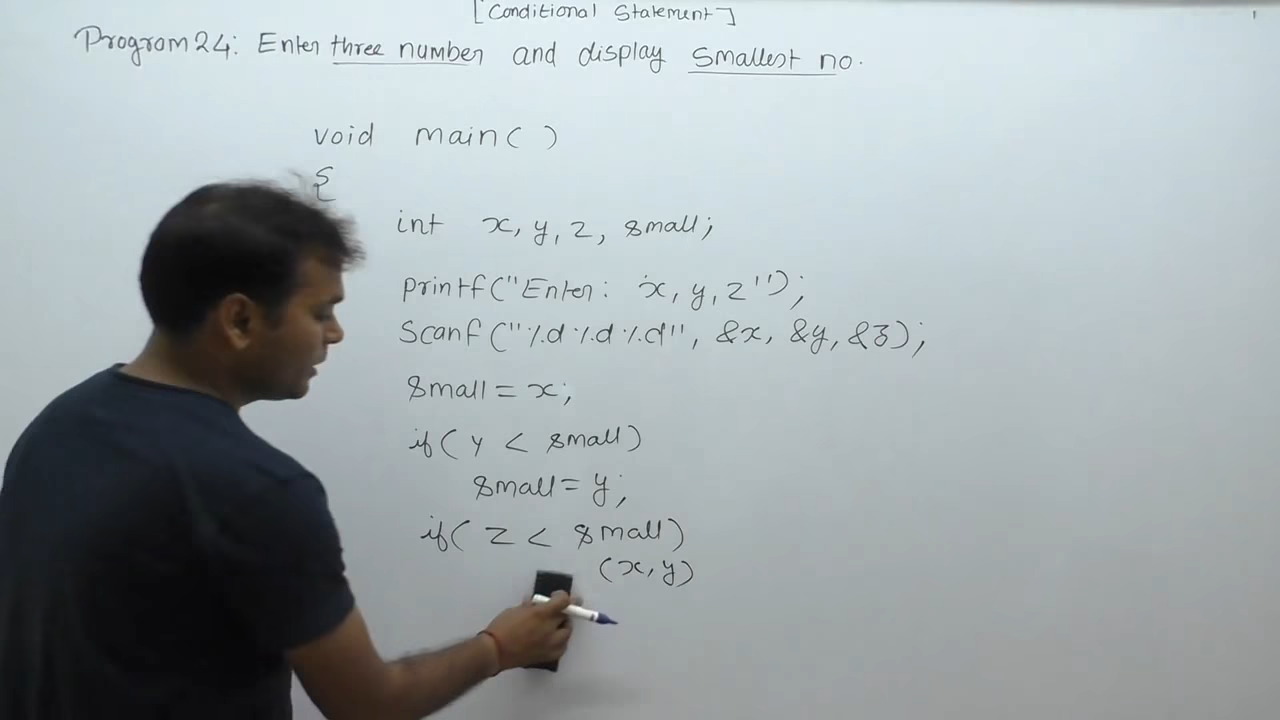 [Conditional Statement]
Program 24: Enter three number and display smallest no.
void main( )
{
int x, y, z, small;
printf("Enter: x, y, z");
Scanf("%d%d%d", &x, &y, &z);
small = x;
if( y < small)
small = y;
if( z < small)
(x, y)